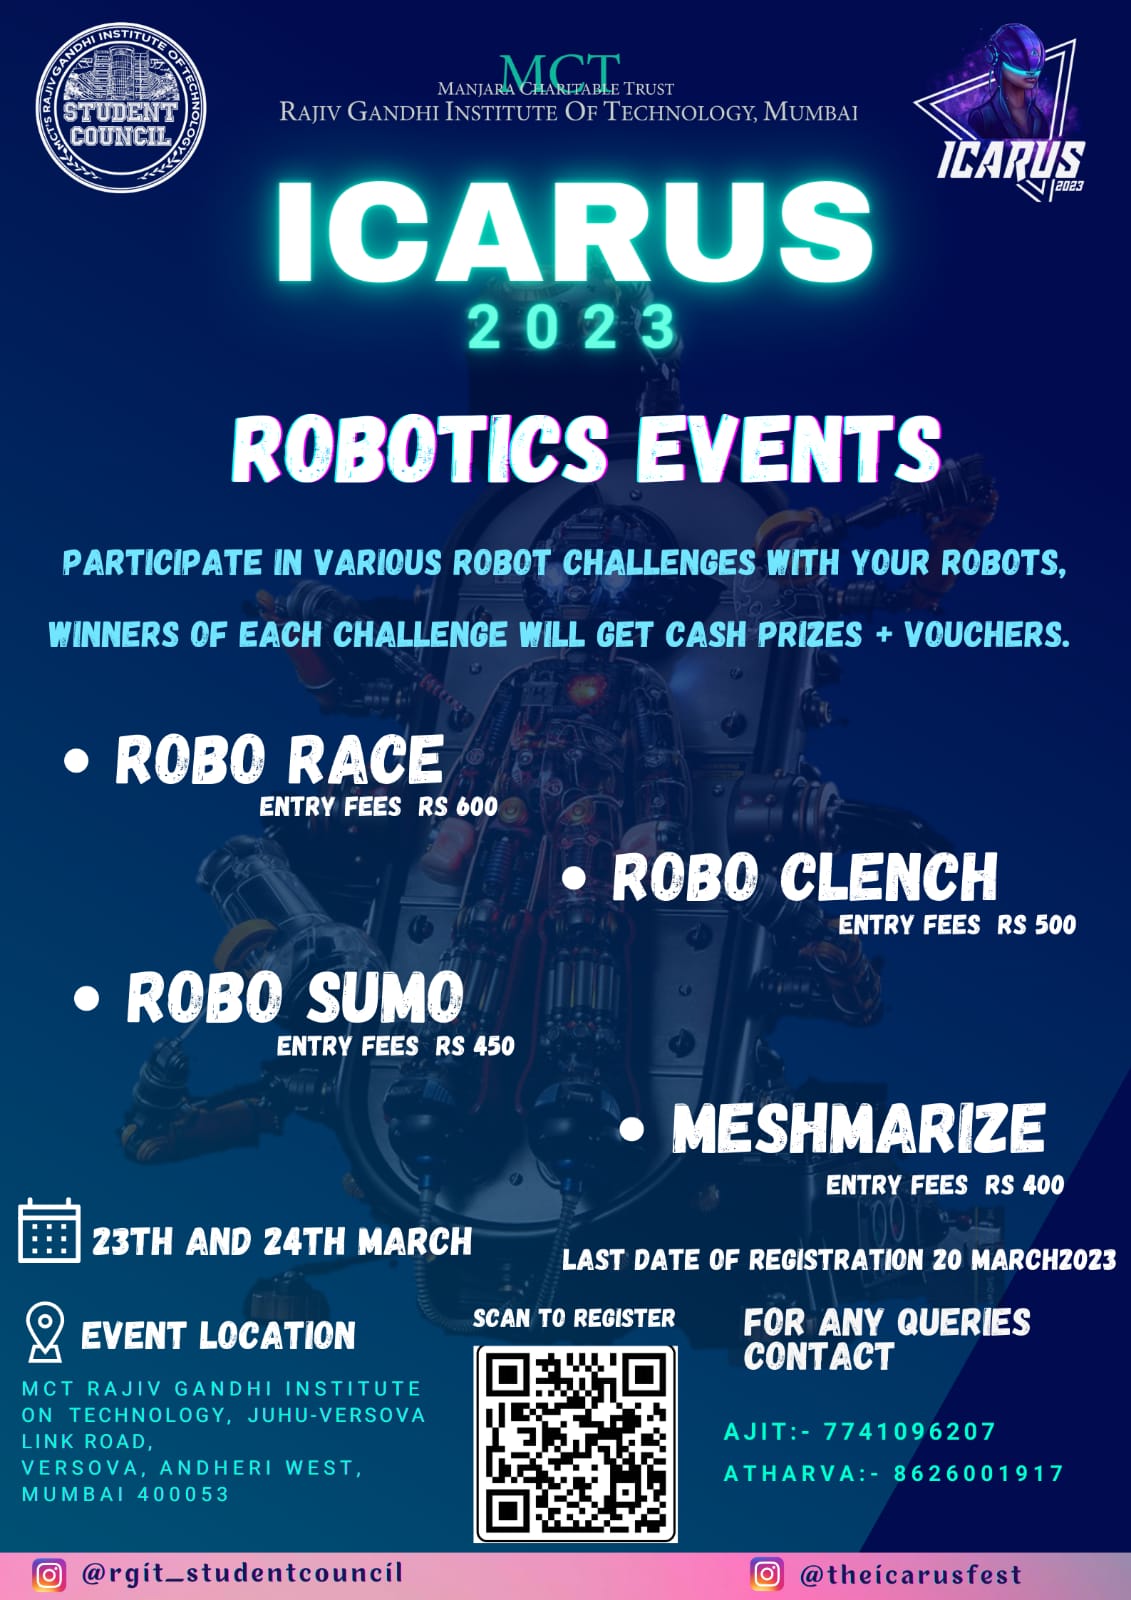 MCT'S RAJIV GANDHI INSTITUTE OF TECHNOLOGY
STUDENT
COUNCIL
MCT
MANJARA CHARITABLE TRUST
RAJIV GANDHI INSTITUTE OF TECHNOLOGY, MUMBAI
ICARUS
2023
ICARUS
2023
ROBOTICS EVENTS
PARTICIPATE IN VARIOUS ROBOT CHALLENGES WITH YOUR ROBOTS,
WINNERS OF EACH CHALLENGE WILL GET CASH PRIZES + VOUCHERS.
• ROBO RACE
ENTRY FEES RS 600
• ROBO CLENCH
ENTRY FEES RS 500
• ROBO SUMO
ENTRY FEES RS 450
• MESHMARIZE
ENTRY FEES RS 400
23TH AND 24TH MARCH
LAST DATE OF REGISTRATION 20 MARCH2023
EVENT LOCATION
MCT RAJIV GANDHI INSTITUTE
ON TECHNOLOGY, JUHU-VERSOVA
LINK ROAD,
VERSOVA, ANDHERI WEST,
MUMBAI 400053
SCAN TO REGISTER
FOR ANY QUERIES
CONTACT
AJIT:- 7741096207
ATHARVA:- 8626001917
@rgit_studentcouncil
@theicarusfest